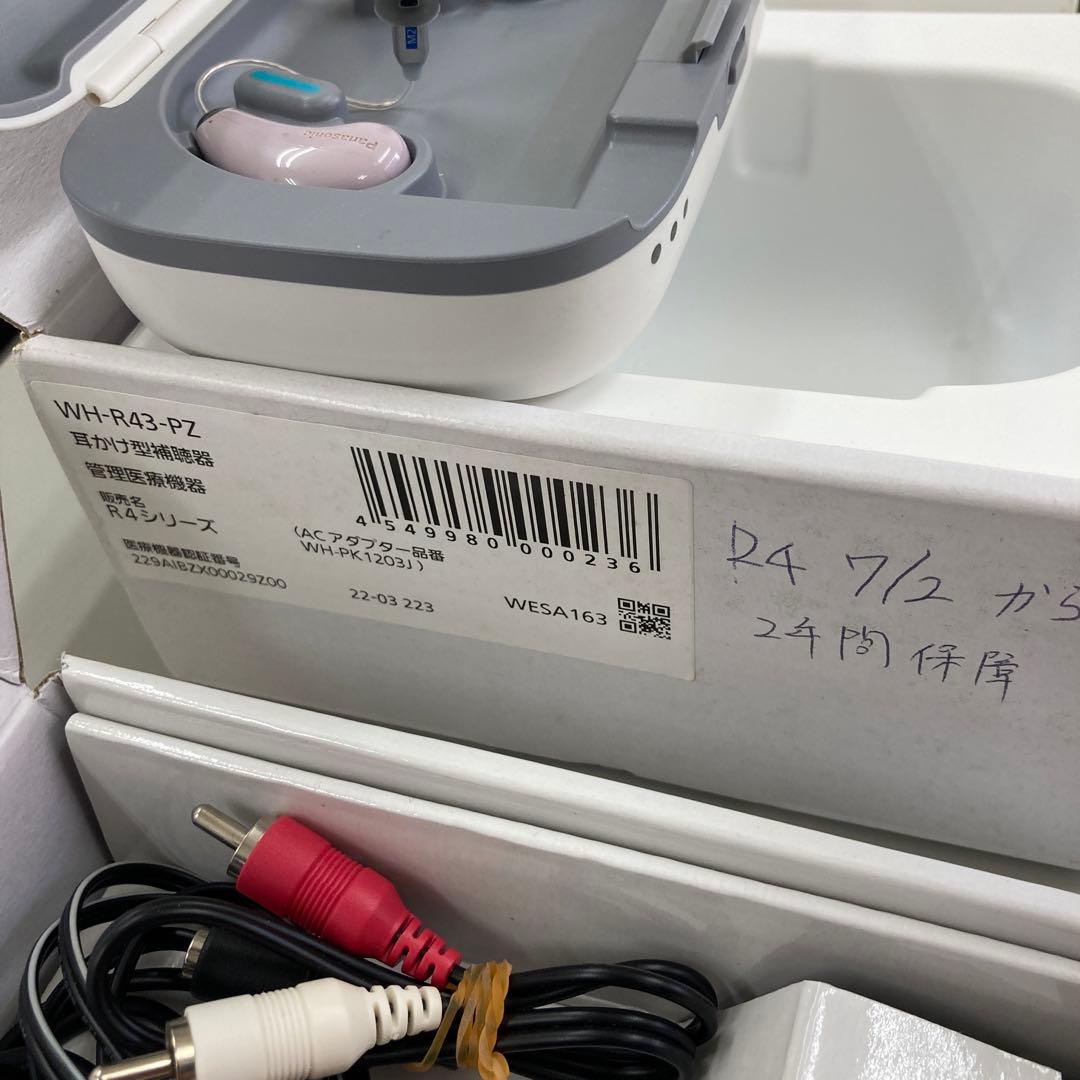 M2
Panasonic
WH-R43-PZ
耳かけ型補聴器
管理医療機器
販売名
R4シリーズ
医療機器認証番号
229AIBZX00029Z00
4 549980 000236
(ACアダプター品番
WH-PK1203J)
22-03 223
WESA163
R4 7/2 から
2年間 保障